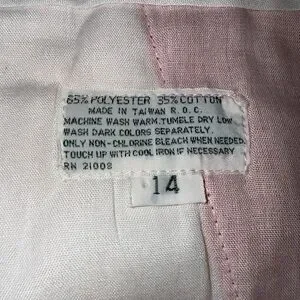 65% POLYESTER 35% COTTON
MADE IN TAIWAN R.O.C.
MACHINE WASH WARM. TUMBLE DRY LOW
WASH DARK COLORS SEPARATELY.
ONLY NON-CHLORINE BLEACH WHEN NEEDED
TOUCH UP WITH COOL IRON IF NECESSARY
RN 21008
14